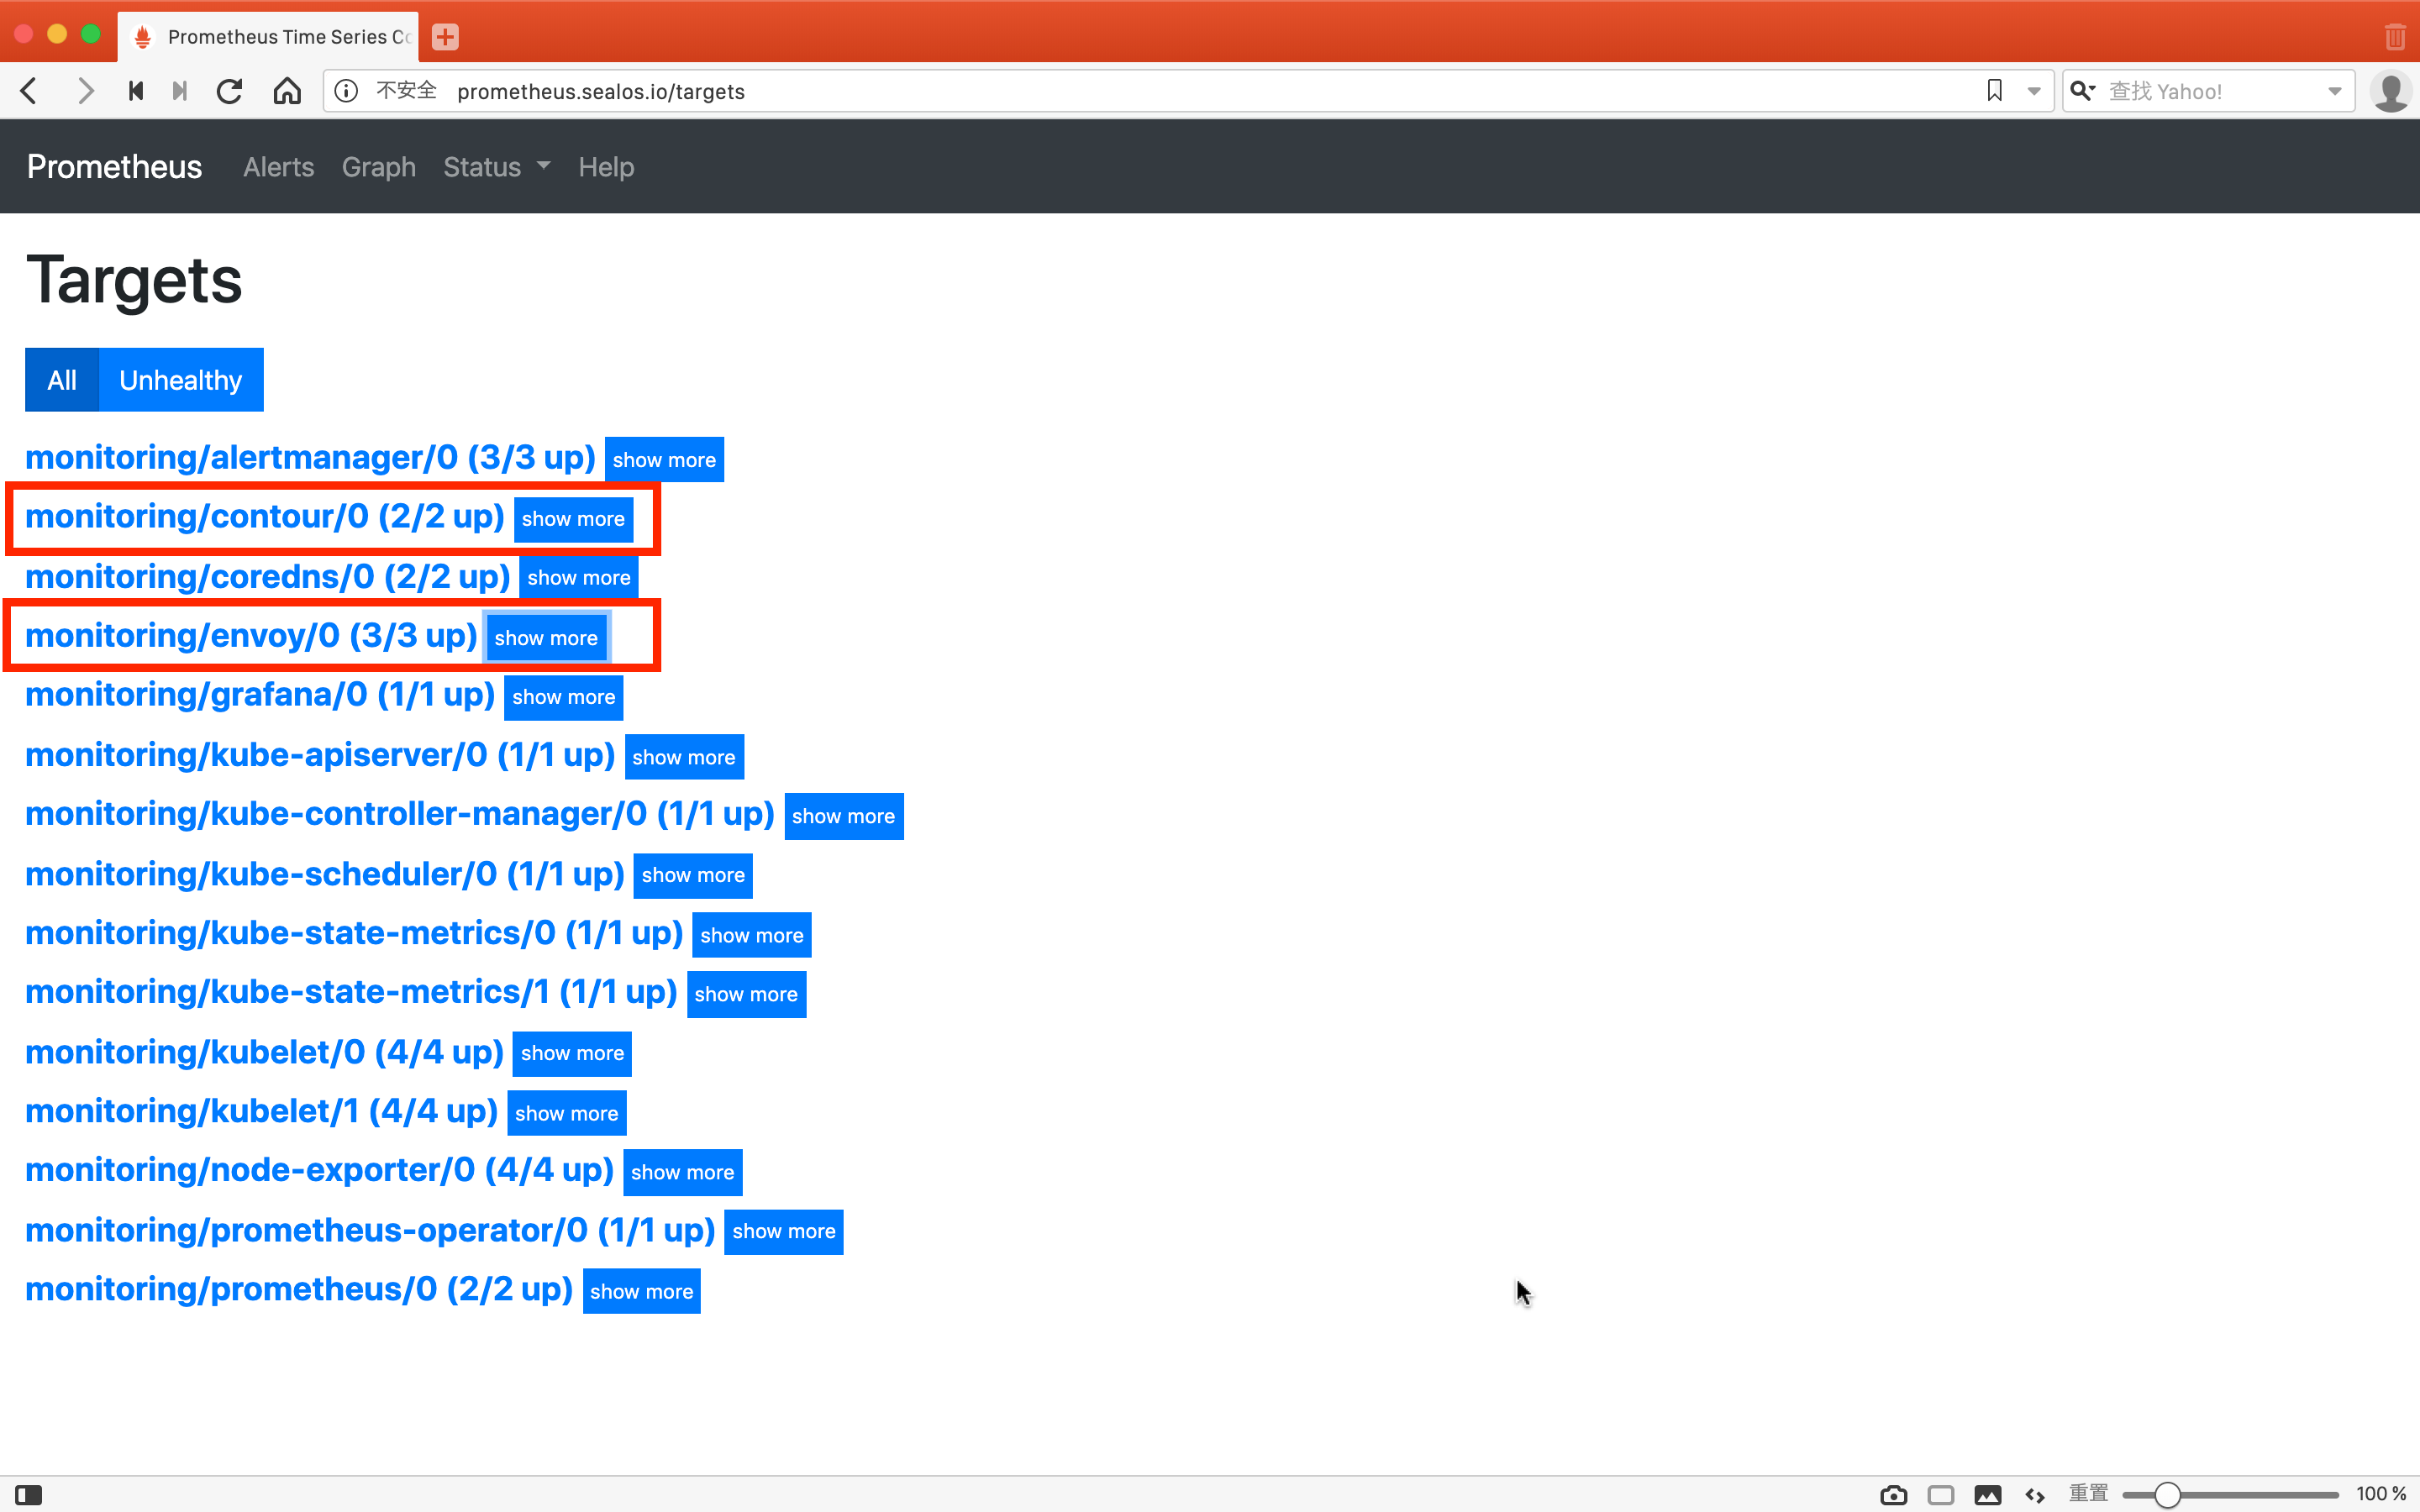 Prometheus Time Series Co
不安全 prometheus.sealos.io/targets
查找 Yahoo!
Prometheus Alerts Graph Status Help
Targets
All Unhealthy
monitoring/alertmanager/0 (3/3 up) show more
monitoring/contour/0 (2/2 up) show more
monitoring/coredns/0 (2/2 up) show more
monitoring/envoy/0 (3/3 up) show more
monitoring/grafana/0 (1/1 up) show more
monitoring/kube-apiserver/0 (1/1 up) show more
monitoring/kube-controller-manager/0 (1/1 up) show more
monitoring/kube-scheduler/0 (1/1 up) show more
monitoring/kube-state-metrics/0 (1/1 up) show more
monitoring/kube-state-metrics/1 (1/1 up) show more
monitoring/kubelet/0 (4/4 up) show more
monitoring/kubelet/1 (4/4 up) show more
monitoring/node-exporter/0 (4/4 up) show more
monitoring/prometheus-operator/0 (1/1 up) show more
monitoring/prometheus/0 (2/2 up) show more
重置 100 %